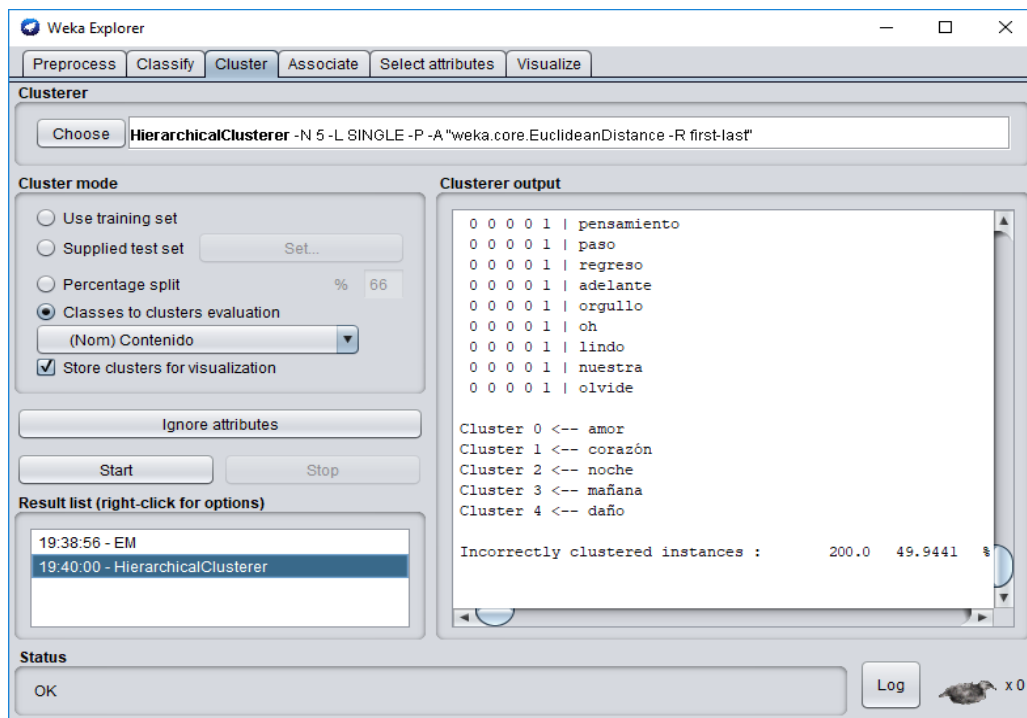 Weka Explorer
Preprocess Classify Cluster Associate Select attributes Visualize
Clusterer
Choose HierarchicalClusterer -N 5 -L SINGLE -P -A "weka.core.EuclideanDistance -R first-last"
Cluster mode
Use training set
Supplied test set Set...
Percentage split % 66
Classes to clusters evaluation
(Nom) Contenido
Store clusters for visualization
Ignore attributes
Start Stop
Result list (right-click for options)
19:38:56 - EM
19:40:00 - HierarchicalClusterer
Clusterer output
0 0 0 0 1 | pensamiento
0 0 0 0 1 | paso
0 0 0 0 1 | regreso
0 0 0 0 1 | adelante
0 0 0 0 1 | orgullo
0 0 0 0 1 | oh
0 0 0 0 1 | lindo
0 0 0 0 1 | nuestra
0 0 0 0 1 | olvide
Cluster 0 <-- amor
Cluster 1 <-- corazón
Cluster 2 <-- noche
Cluster 3 <-- mañana
Cluster 4 <-- daño
Incorrectly clustered instances : 200.0 49.9441 %
Status
OK
Log x 0